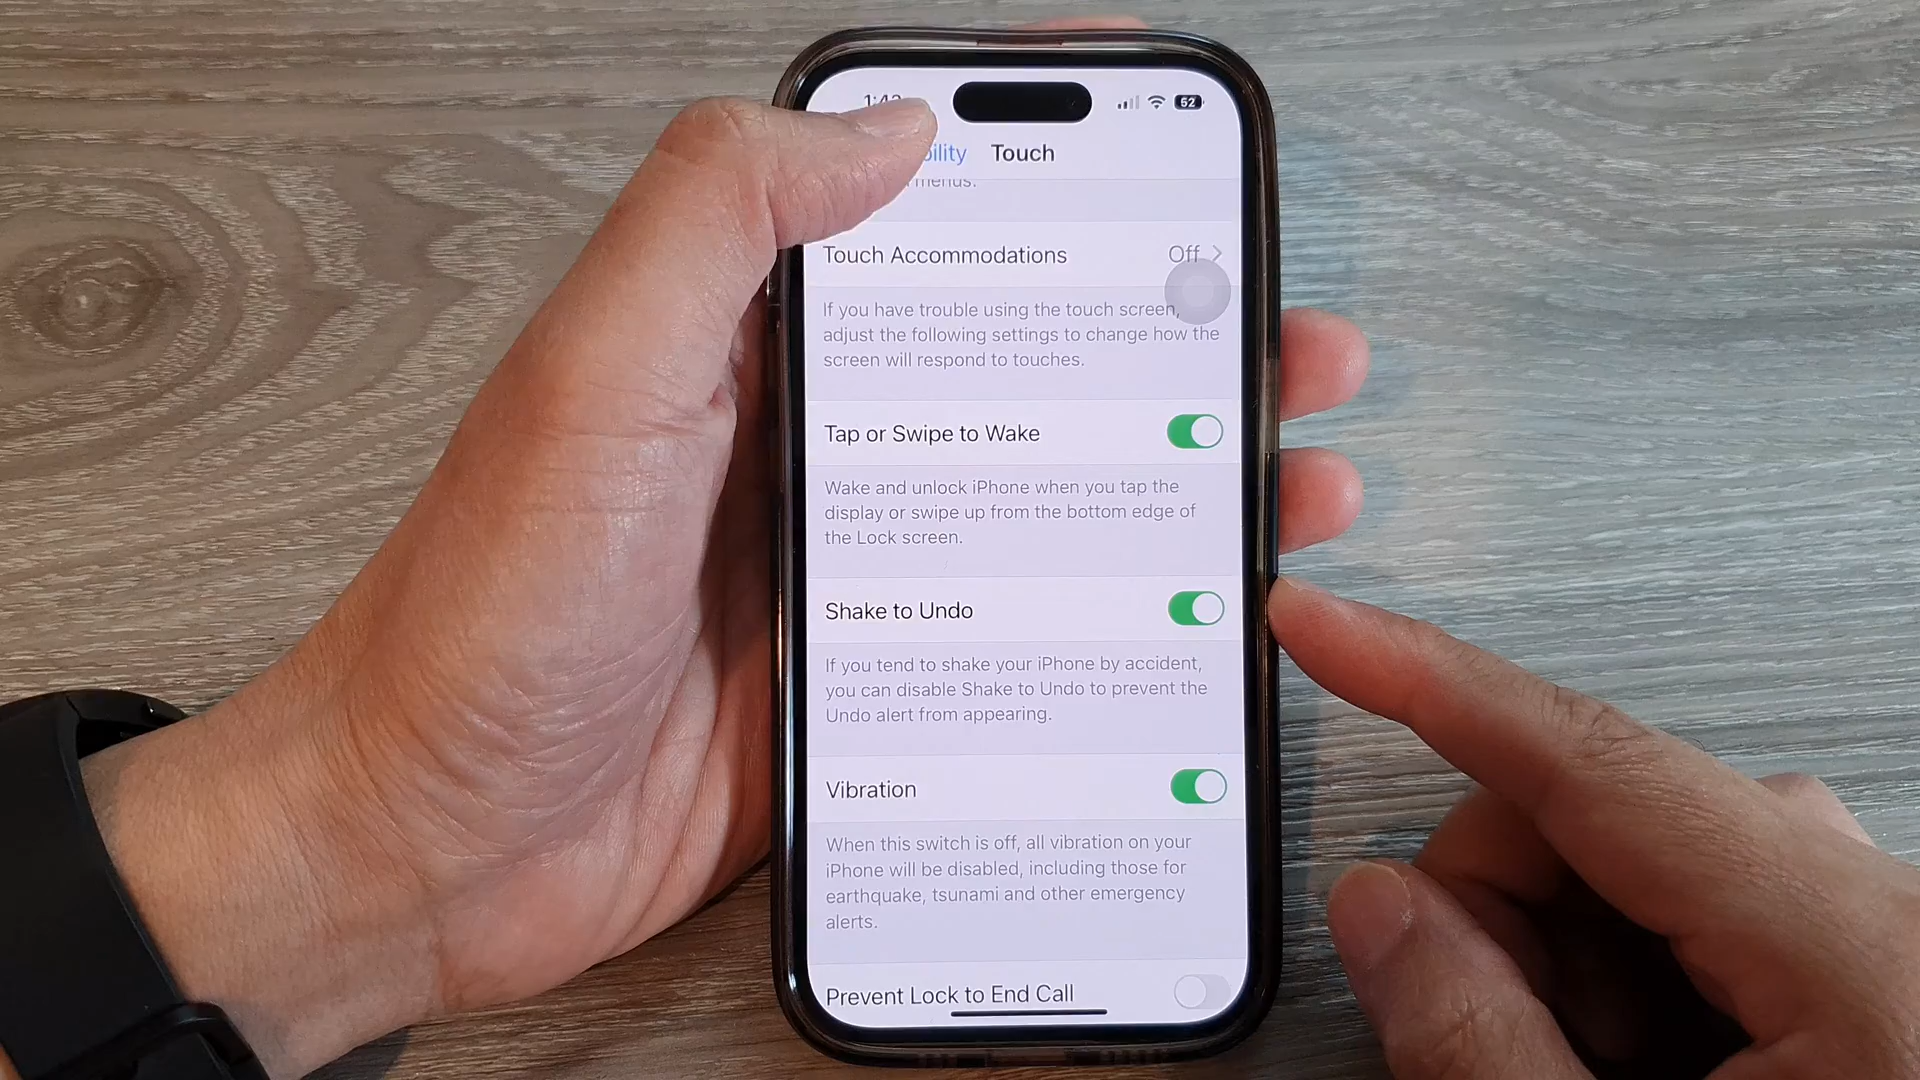 52
Touch
menus.
Touch Accommodations Off
If you have trouble using the touch screen,
adjust the following settings to change how the
screen will respond to touches.
Tap or Swipe to Wake
Wake and unlock iPhone when you tap the
display or swipe up from the bottom edge of
the Lock screen.
Shake to Undo
If you tend to shake your iPhone by accident,
you can disable Shake to Undo to prevent the
Undo alert from appearing.
Vibration
When this switch is off, all vibration on your
iPhone will be disabled, including those for
earthquake, tsunami and other emergency
alerts.
Prevent Lock to End Call